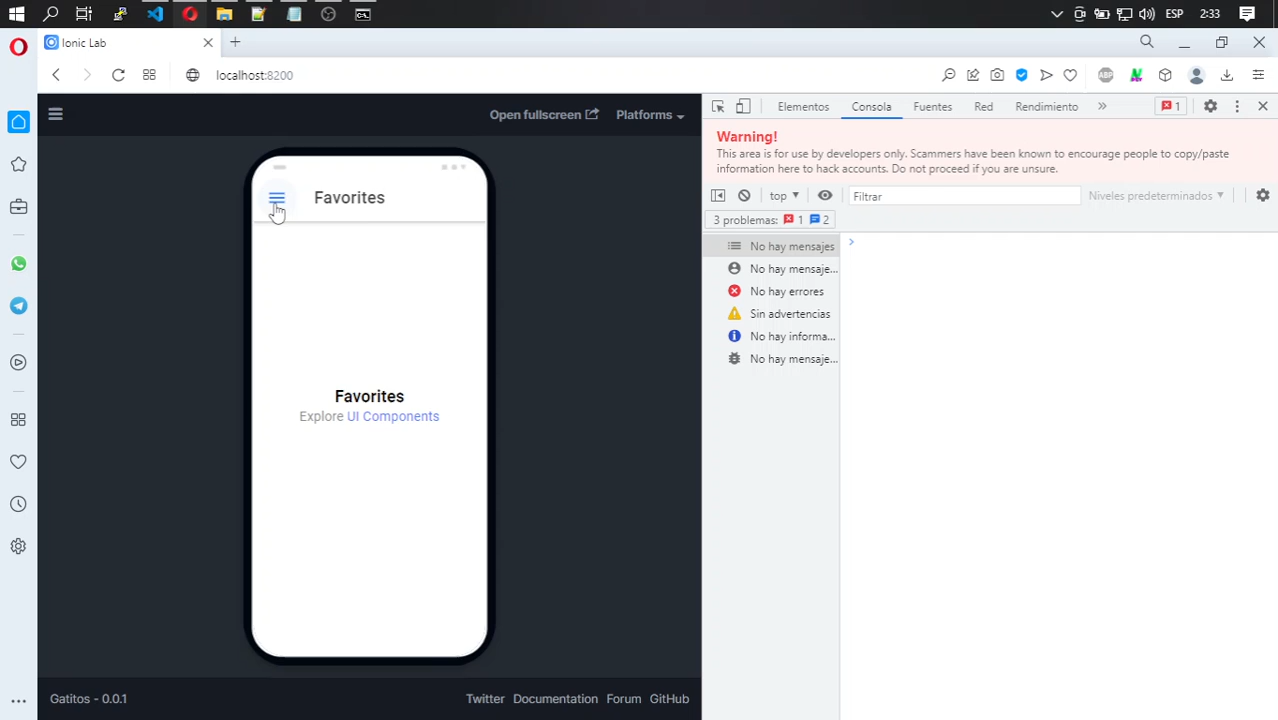 ESP 2:33
Ionic Lab
localhost:8200
ABP
Open fullscreen Platforms
Elementos Consola Fuentes Red Rendimiento 1
Warning!
This area is for use by developers only. Scammers have been known to encourage people to copy/paste
information here to hack accounts. Do not proceed if you are unsure.
top Filtrar Niveles predeterminados
3 problemas: 1 2
No hay mensajes
No hay mensaje...
No hay errores
Sin advertencias
No hay informa...
No hay mensaje...
Favorites
Favorites
Explore UI Components
Gatitos - 0.0.1 Twitter Documentation Forum GitHub